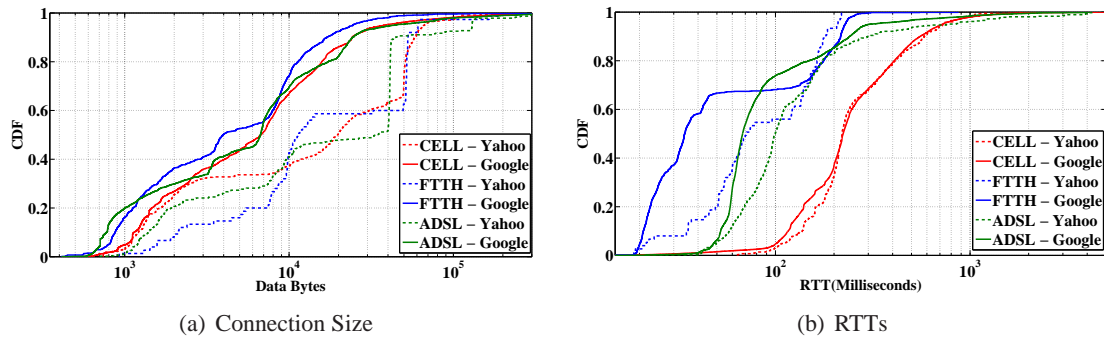 1
0.8
0.6
0.4
0.2
0
CDF
10^3
10^4
10^5
Data Bytes
CELL – Yahoo
CELL – Google
FTTH – Yahoo
FTTH – Google
ADSL – Yahoo
ADSL – Google
(a) Connection Size
1
0.8
0.6
0.4
0.2
0
CDF
10^2
10^3
RTT(Milliseconds)
CELL – Yahoo
CELL – Google
FTTH – Yahoo
FTTH – Google
ADSL – Yahoo
ADSL – Google
(b) RTTs